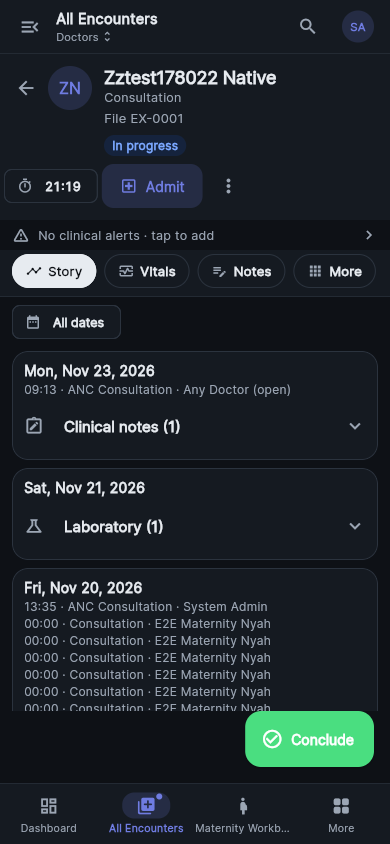 All Encounters
Doctors
SA
ZN
Zztest178022 Native
Consultation
File EX-0001
In progress
21:19
Admit
No clinical alerts · tap to add
Story
Vitals
Notes
More
All dates
Mon, Nov 23, 2026
09:13 · ANC Consultation · Any Doctor (open)
Clinical notes (1)
Sat, Nov 21, 2026
Laboratory (1)
Fri, Nov 20, 2026
13:35 · ANC Consultation · System Admin
00:00 · Consultation · E2E Maternity Nyah
00:00 · Consultation · E2E Maternity Nyah
00:00 · Consultation · E2E Maternity Nyah
00:00 · Consultation · E2E Maternity Nyah
00:00 · Consultation · E2E Maternity Nyah
00:00 · Consultation · E2E Maternity Nyah
Conclude
Dashboard
All Encounters
Maternity Workb...
More